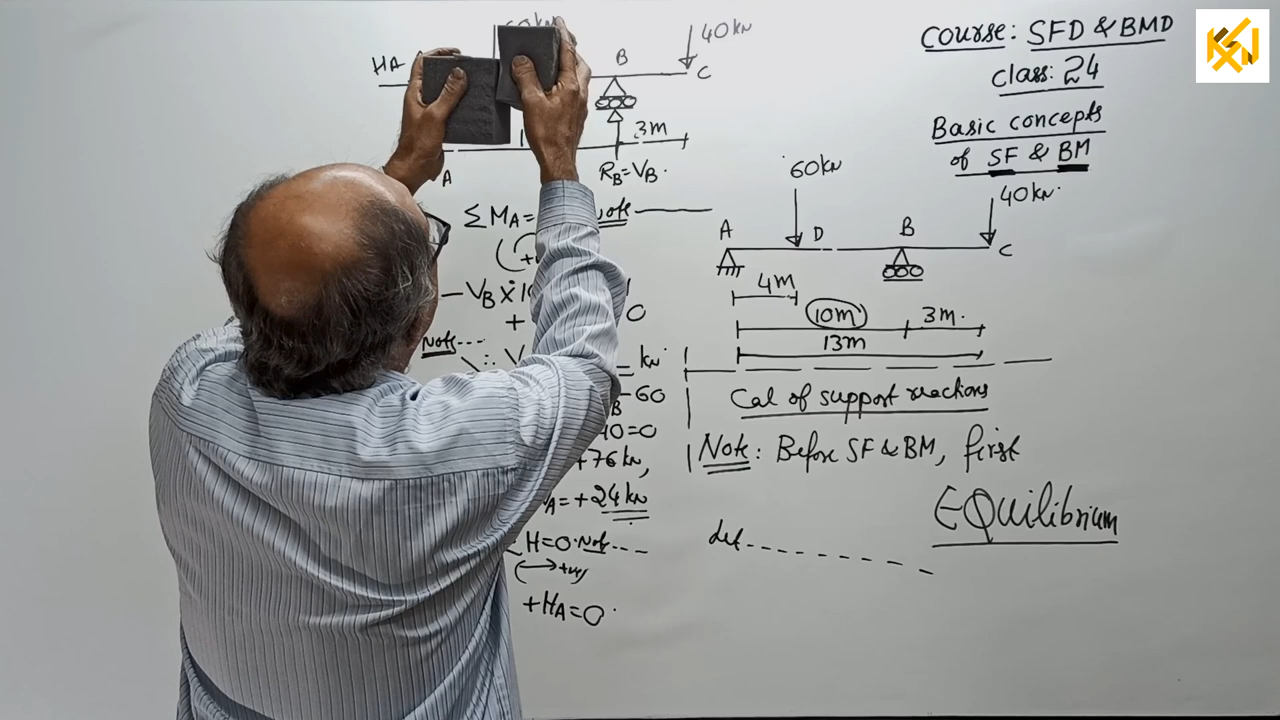 HA
60kN
B
40kN
C
A
3m
RB=VB.
ΣMA=
Note
VB×
+
0
Note---
∴ V
kN
-60
B
40=0
+76kN,
A=+24kN
H=0. Not---
(→+ve)
+HA=0.
Course: SFD & BMD
class: 24
Basic concepts
of SF & BM
60kN
40kN.
A
D
B
C
4m
10m
3m.
13m
Cal of support reactions
Note: Before SF & BM, first
EQuilibrium
def---------